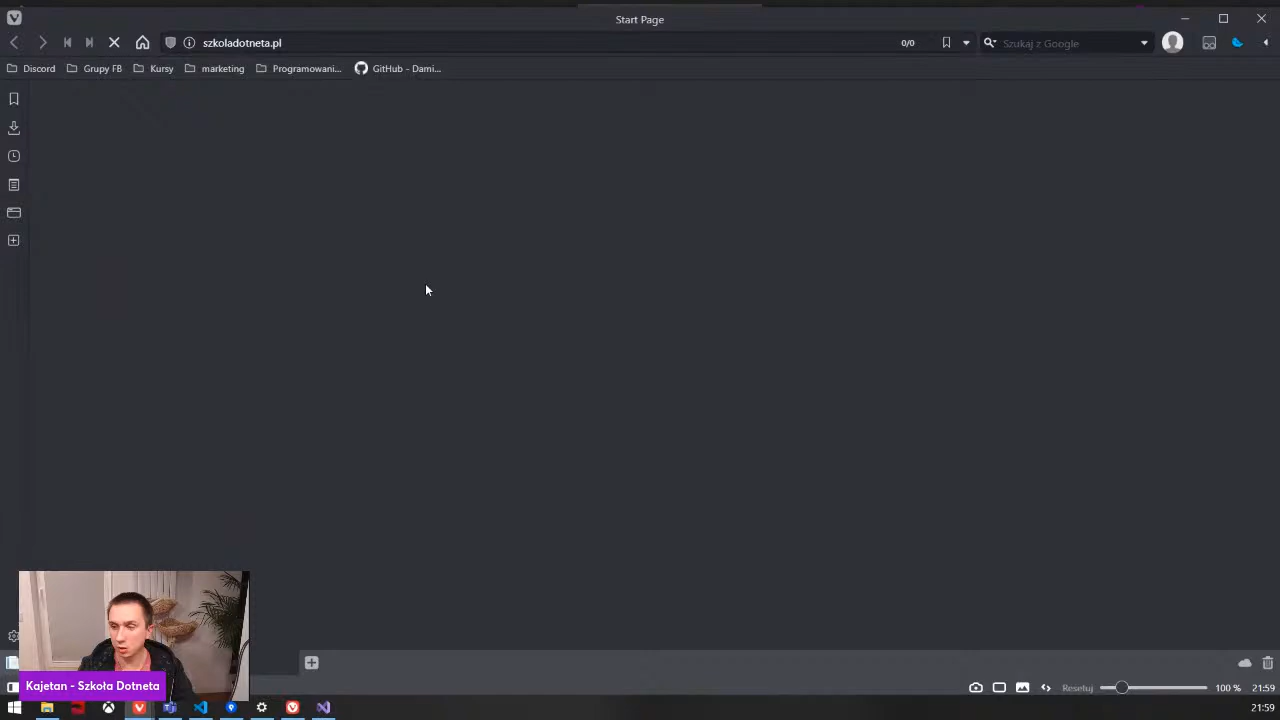 Start Page
szkoladotneta.pl
0/0
Szukaj z Google
Discord
Grupy FB
Kursy
marketing
Programowani...
GitHub - Dami...
Kajetan - Szkoła Dotneta
Resetuj
100 %
21:59
21:59